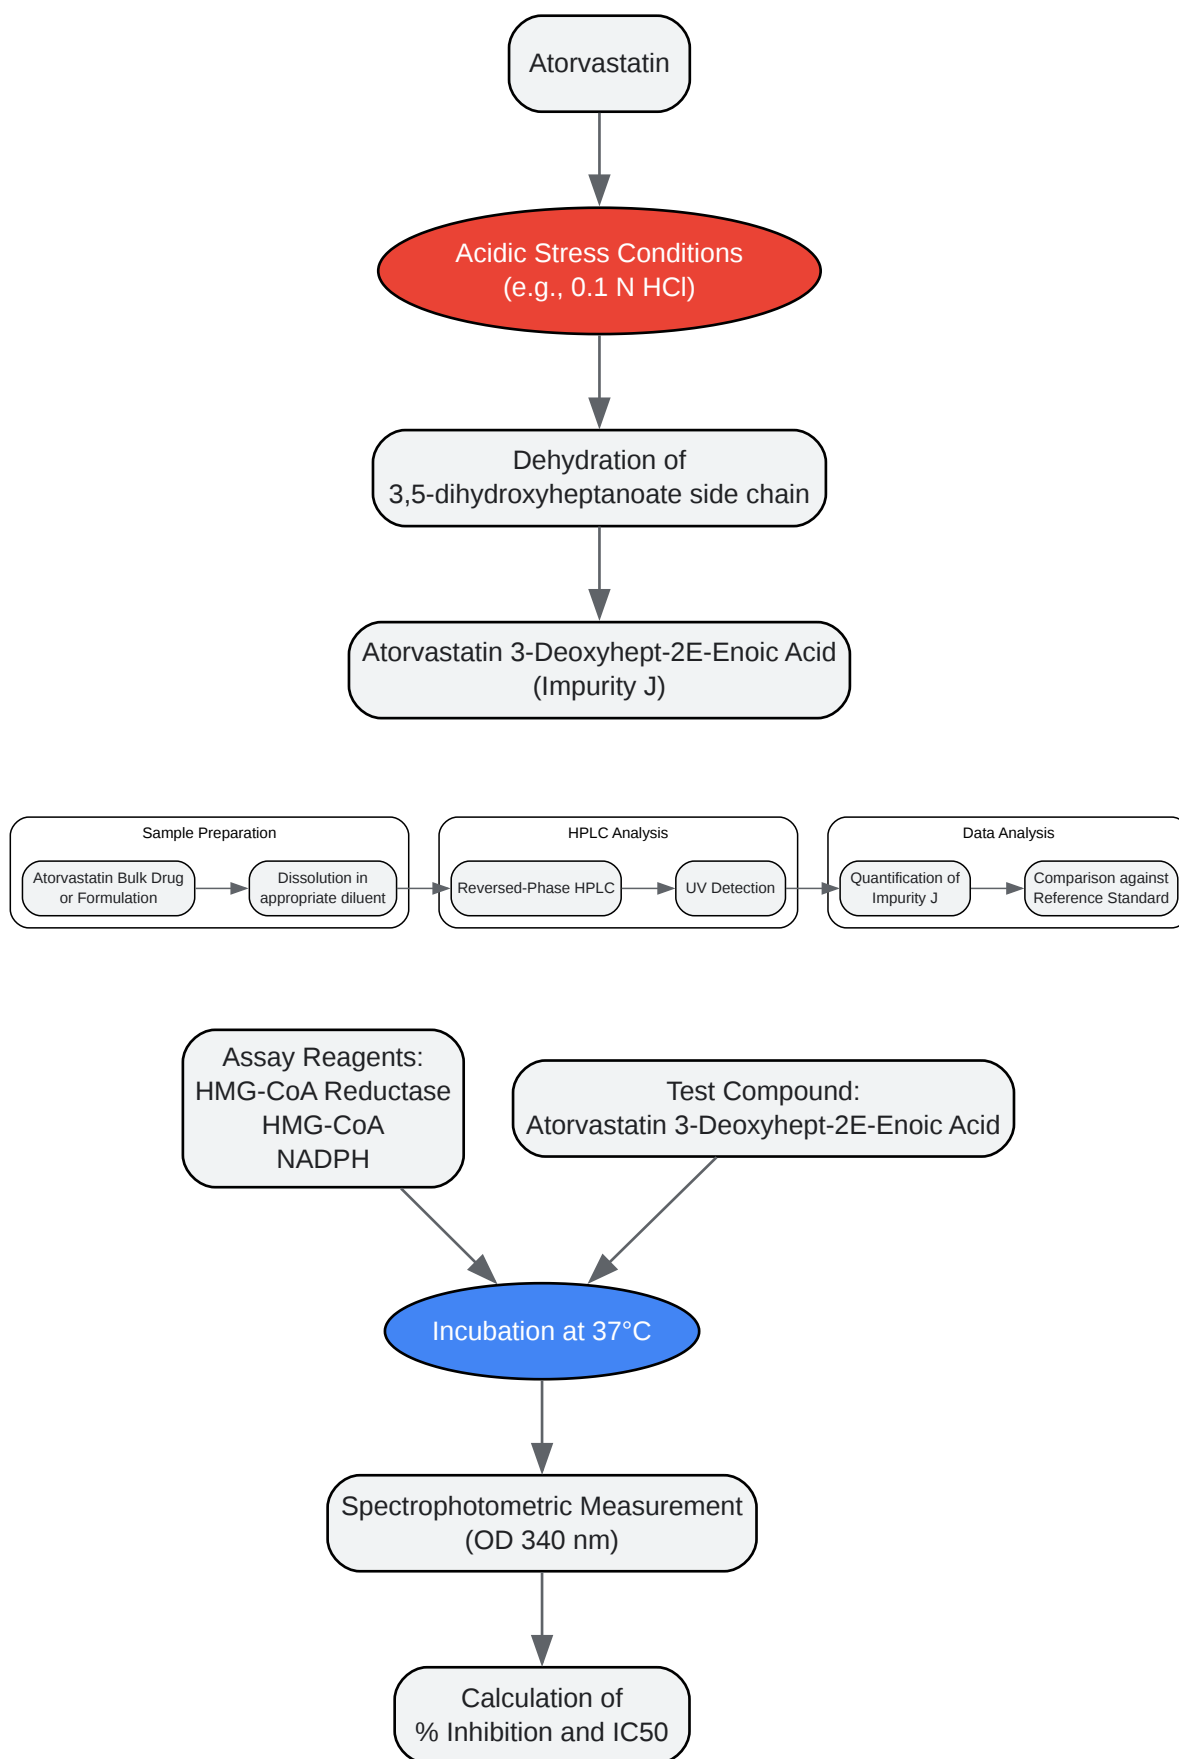 Atorvastatin
Acidic Stress Conditions
(e.g., 0.1 N HCl)
Dehydration of
3,5-dihydroxyheptanoate side chain
Atorvastatin 3-Deoxyhept-2E-Enoic Acid
(Impurity J)
Sample Preparation
Atorvastatin Bulk Drug
or Formulation
Dissolution in
appropriate diluent
HPLC Analysis
Reversed-Phase HPLC
UV Detection
Data Analysis
Quantification of
Impurity J
Comparison against
Reference Standard
Assay Reagents:
HMG-CoA Reductase
HMG-CoA
NADPH
Test Compound:
Atorvastatin 3-Deoxyhept-2E-Enoic Acid
Incubation at 37°C
Spectrophotometric Measurement
(OD 340 nm)
Calculation of
% Inhibition and IC50